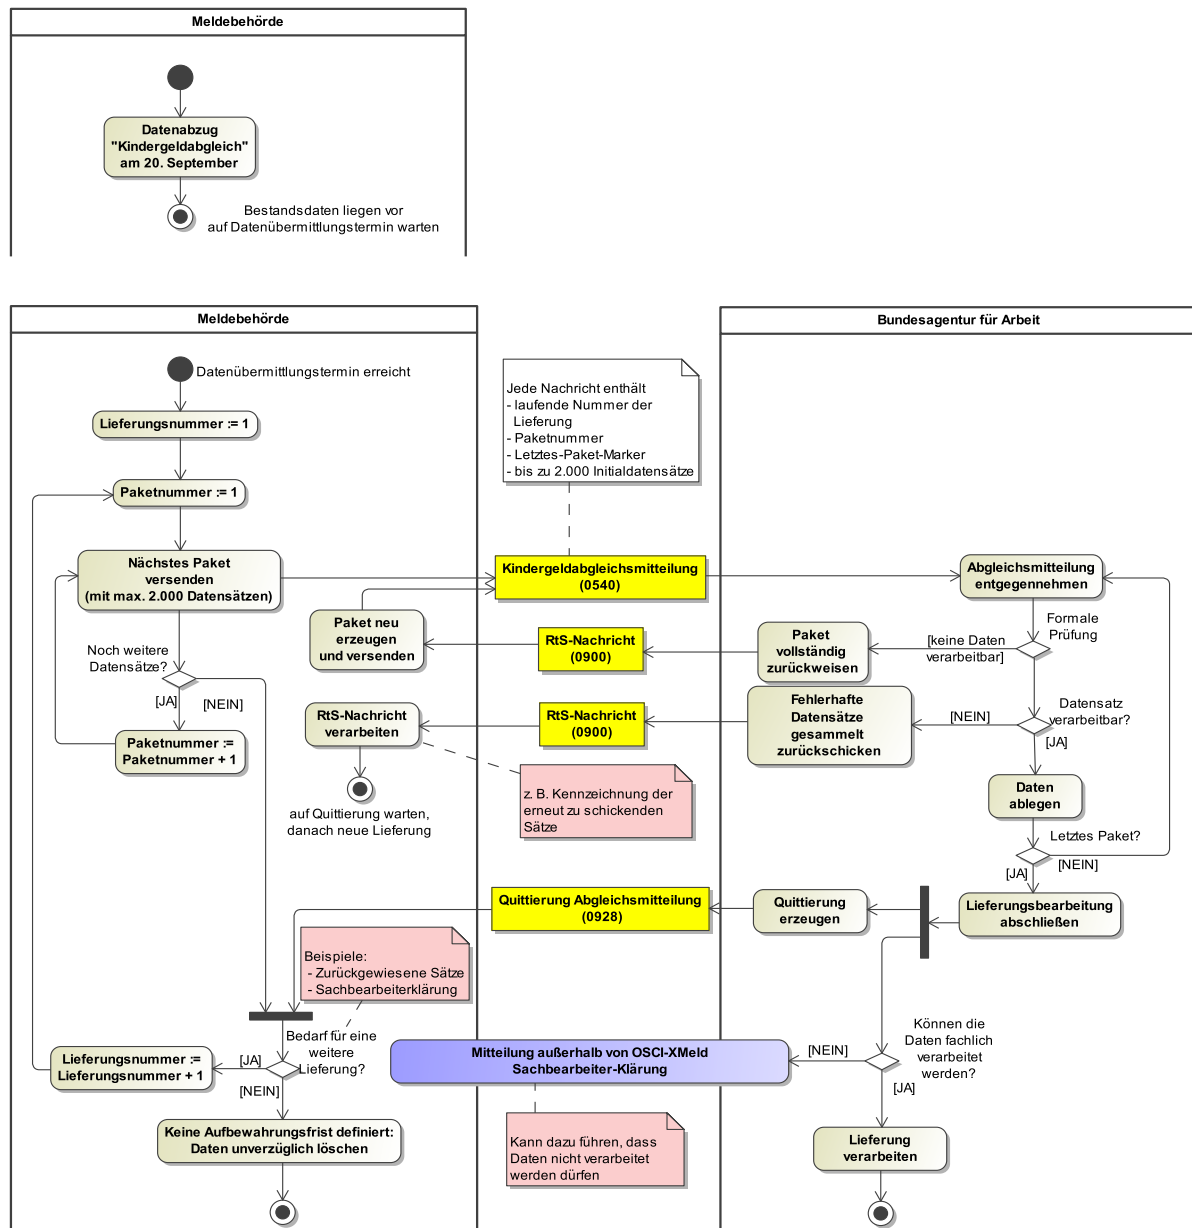 Meldebehörde
Datenabzug
"Kindergeldabgleich"
am 20. September
Bestandsdaten liegen vor
auf Datenübermittlungstermin warten
Meldebehörde
Bundesagentur für Arbeit
Datenübermittlungstermin erreicht
Lieferungsnummer := 1
Paketnummer := 1
Nächstes Paket
versenden
(mit max. 2.000 Datensätzen)
Noch weitere
Datensätze?
[JA]
[NEIN]
Paketnummer :=
Paketnummer + 1
Jede Nachricht enthält
- laufende Nummer der
Lieferung
- Paketnummer
- Letztes-Paket-Marker
- bis zu 2.000 Initialdatensätze
Kindergeldabgleichsmitteilung
(0540)
Abgleichsmitteilung
entgegennehmen
Formale
Prüfung
[keine Daten
verarbeitbar]
Paket
vollständig
zurückweisen
RtS-Nachricht
(0900)
Paket neu
erzeugen
und versenden
Datensatz
verarbeitbar?
[NEIN]
[JA]
Fehlerhafte
Datensätze
gesammelt
zurückschicken
RtS-Nachricht
(0900)
RtS-Nachricht
verarbeiten
auf Quittierung warten,
danach neue Lieferung
z. B. Kennzeichnung der
erneut zu schickenden
Sätze
Daten
ablegen
Letztes Paket?
[JA]
[NEIN]
Lieferungsbearbeitung
abschließen
Quittierung
erzeugen
Quittierung Abgleichsmitteilung
(0928)
Beispiele:
- Zurückgewiesene Sätze
- Sachbearbeiterklärung
Bedarf für eine
weitere
Lieferung?
[JA]
[NEIN]
Lieferungsnummer :=
Lieferungsnummer + 1
Keine Aufbewahrungsfrist definiert:
Daten unverzüglich löschen
Können die
Daten fachlich
verarbeitet
werden?
[NEIN]
[JA]
Mitteilung außerhalb von OSCI-XMeld
Sachbearbeiter-Klärung
Kann dazu führen, dass
Daten nicht verarbeitet
werden dürfen
Lieferung
verarbeiten